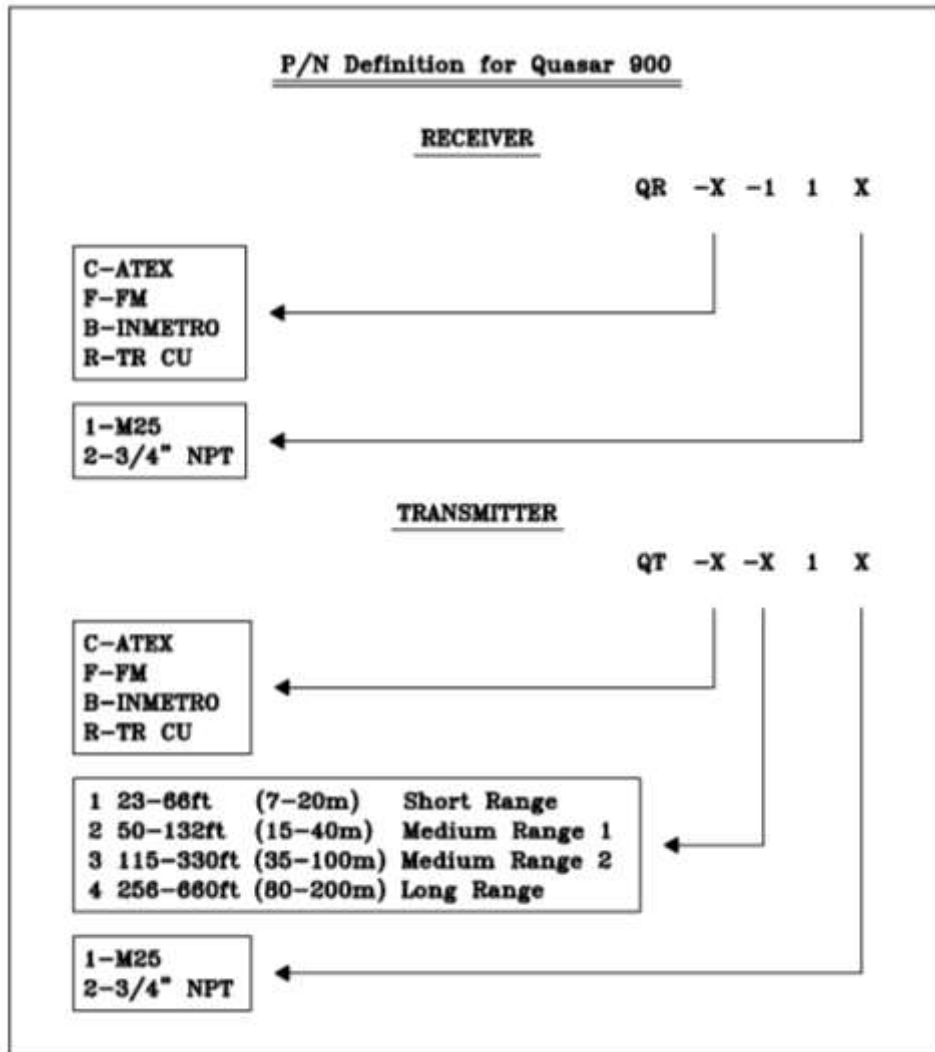 P/N Definition for Quasar 900
RECEIVER
QR -X -1 1 X
C-ATEX
F-FM
B-INMETRO
R-TR CU
1-M25
2-3/4" NPT
TRANSMITTER
QT -X -X 1 X
C-ATEX
F-FM
B-INMETRO
R-TR CU
1 23-66ft (7-20m) Short Range
2 50-132ft (15-40m) Medium Range 1
3 115-330ft (35-100m) Medium Range 2
4 256-660ft (80-200m) Long Range
1-M25
2-3/4" NPT